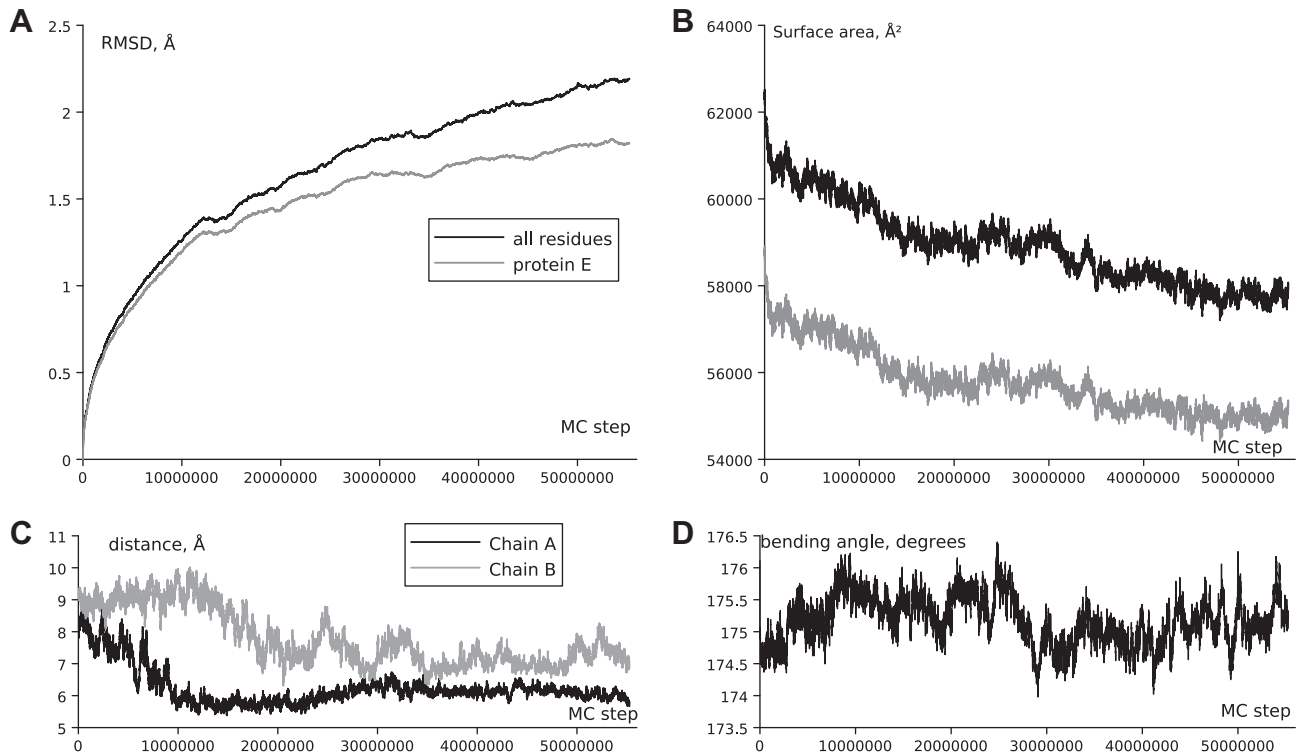 A
RMSD, Å
2.5
2
1.5
1
0.5
0
all residues
protein E
MC step
0 10000000 20000000 30000000 40000000 50000000
B
Surface area, Å²
64000
62000
60000
58000
56000
54000
MC step
0 10000000 20000000 30000000 40000000 50000000
C
distance, Å
11
10
9
8
7
6
5
Chain A
Chain B
MC step
0 10000000 20000000 30000000 40000000 50000000
D
bending angle, degrees
176.5
176
175.5
175
174.5
174
173.5
MC step
0 10000000 20000000 30000000 40000000 50000000